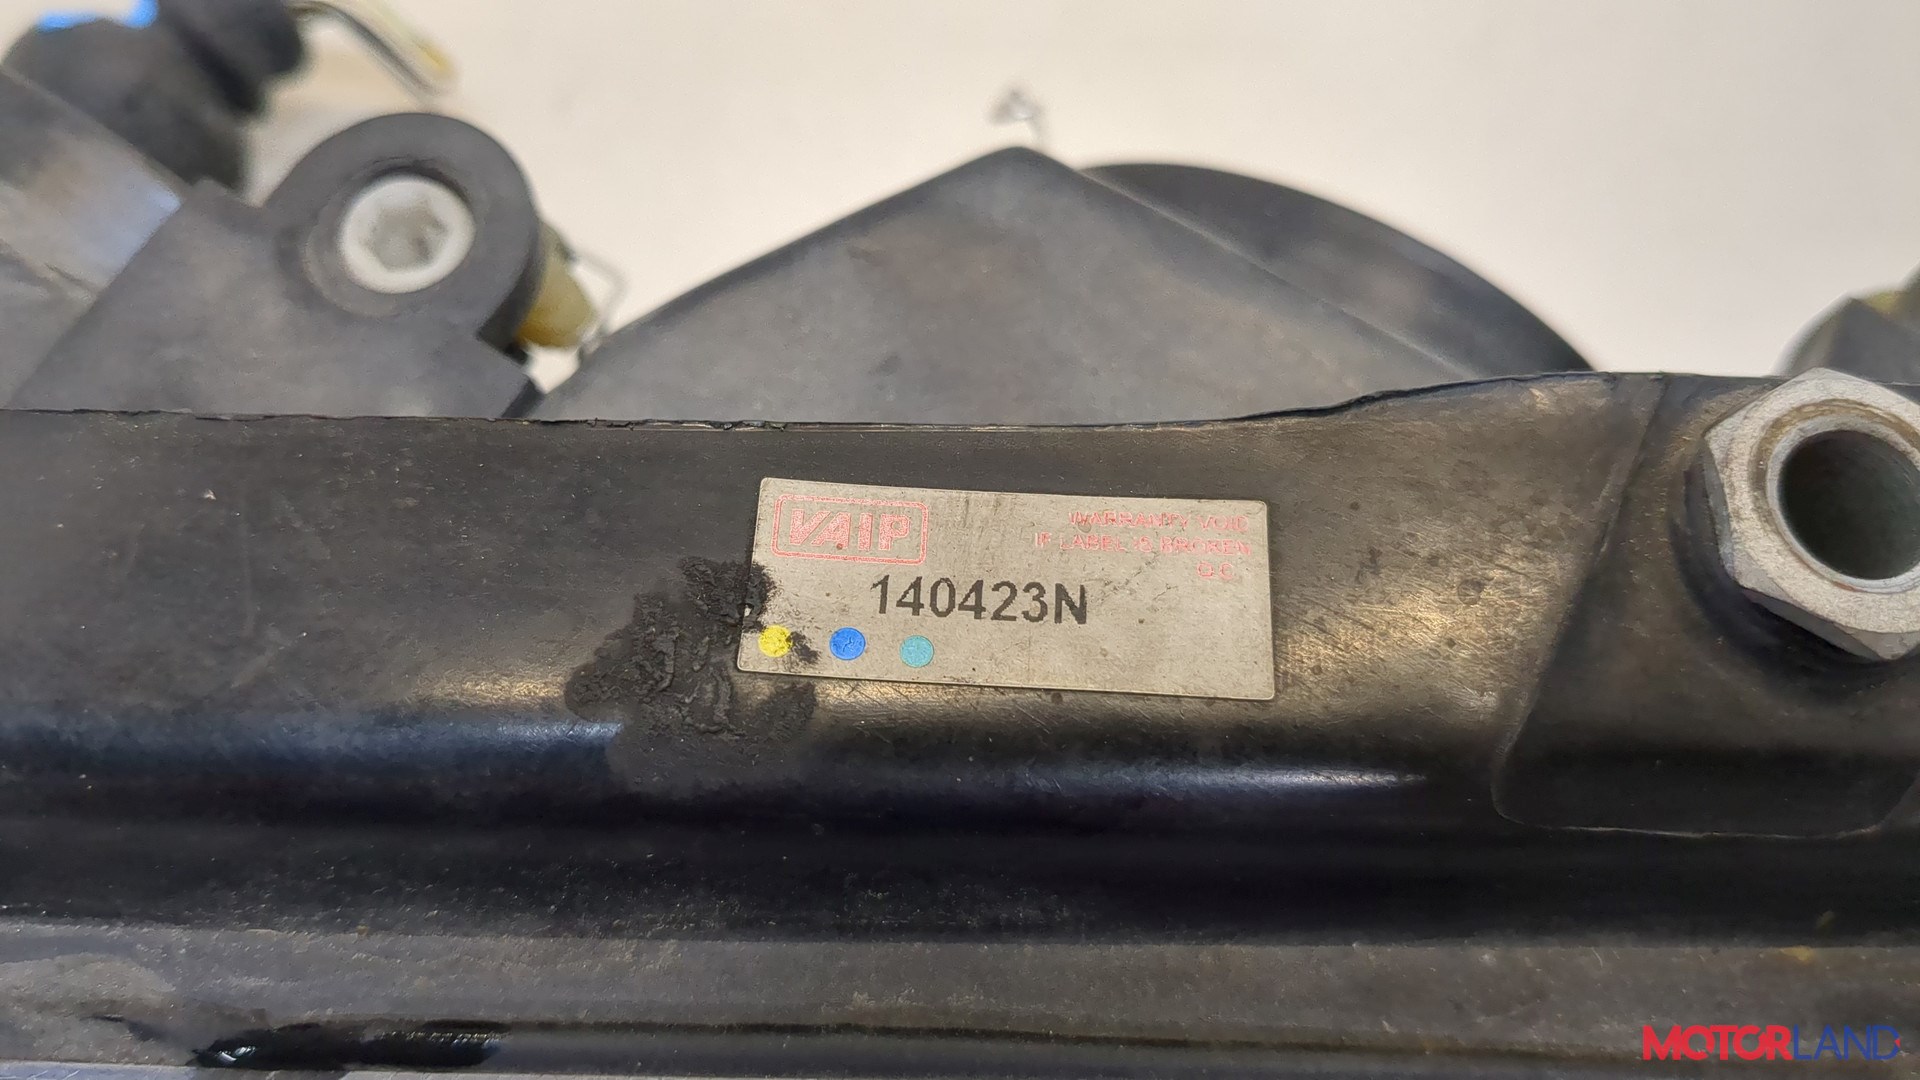 VAIP
WARRANTY VOID
IF LABEL IS BROKEN
Q.C.
140423N
MOTORLAND